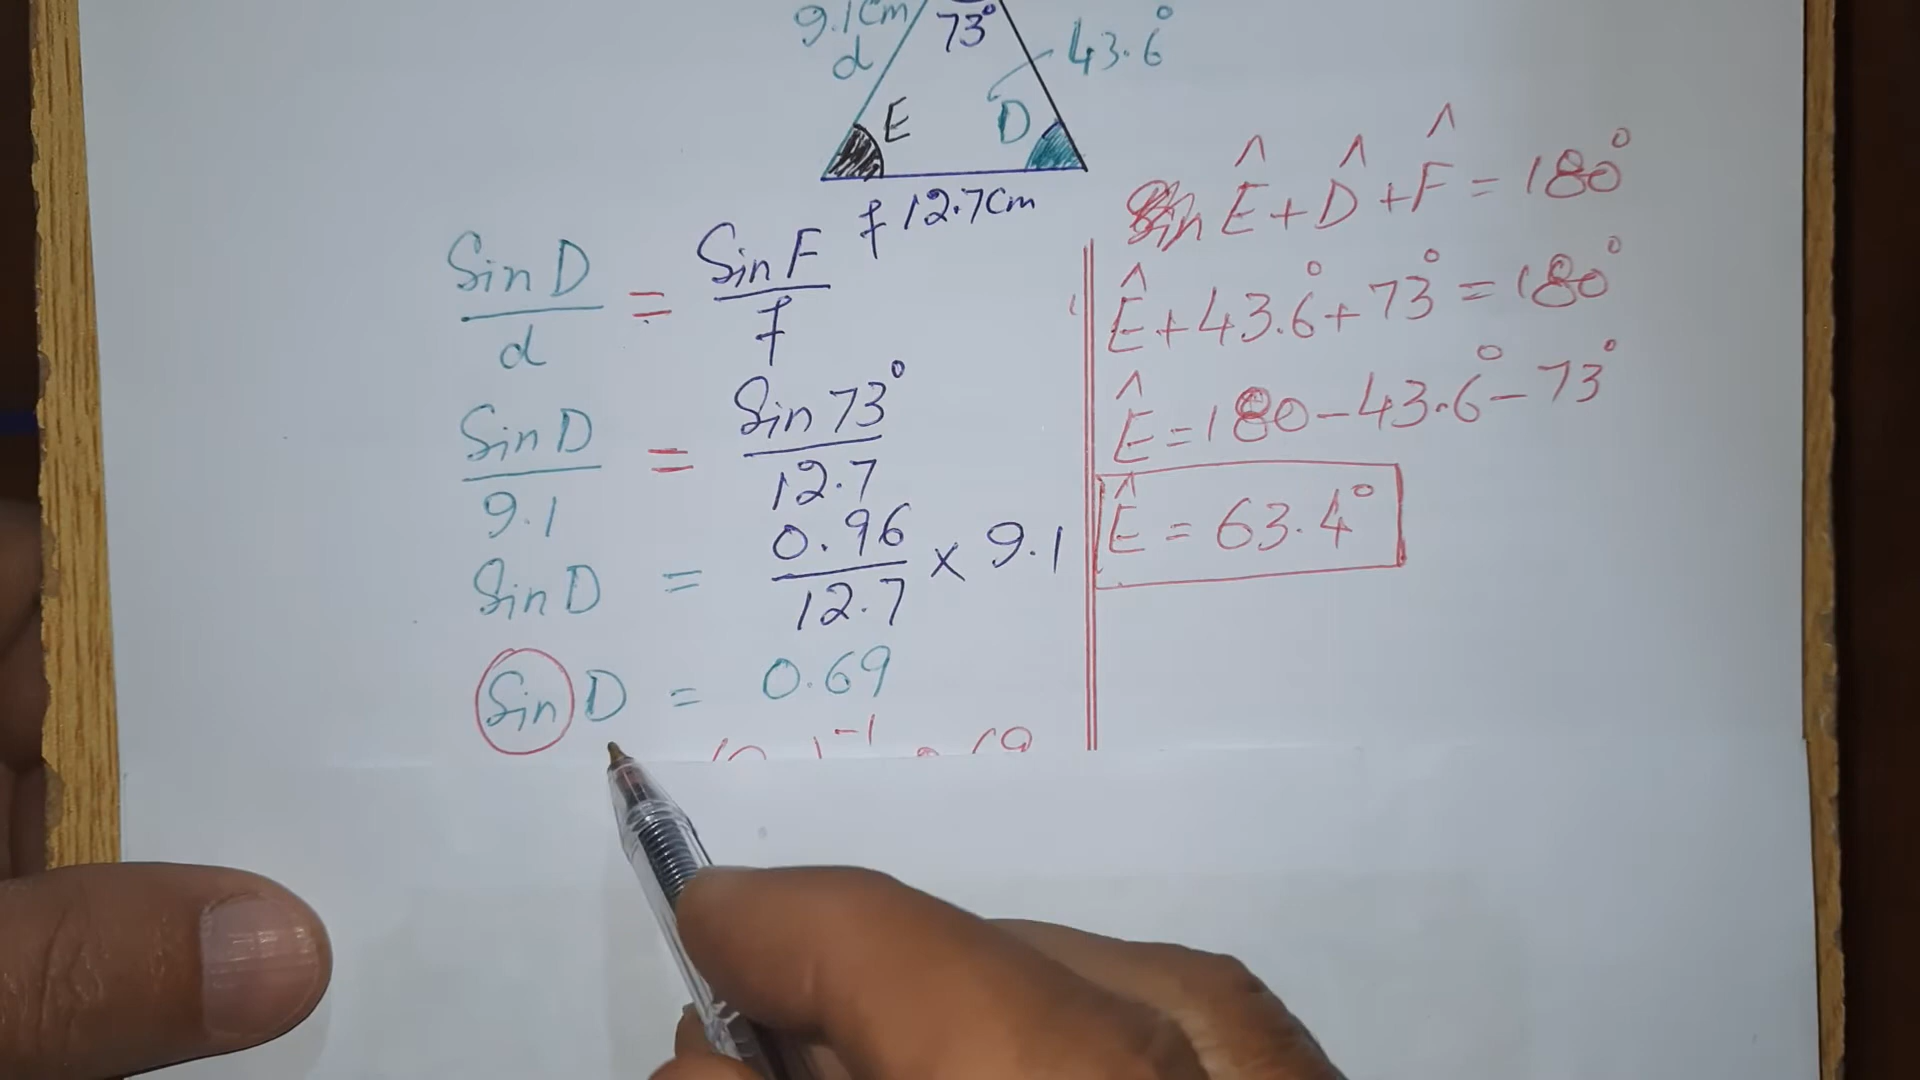 9.1cm
d
73°
43.6°
E
D
f 12.7cm
Sin D / d = Sin F / f
Sin D / 9.1 = Sin 73° / 12.7
Sin D = 0.96 / 12.7 × 9.1
Sin D = 0.69
Ê + D̂ + F̂ = 180°
Ê + 43.6° + 73° = 180°
Ê = 180 - 43.6° - 73°
Ê = 63.4°